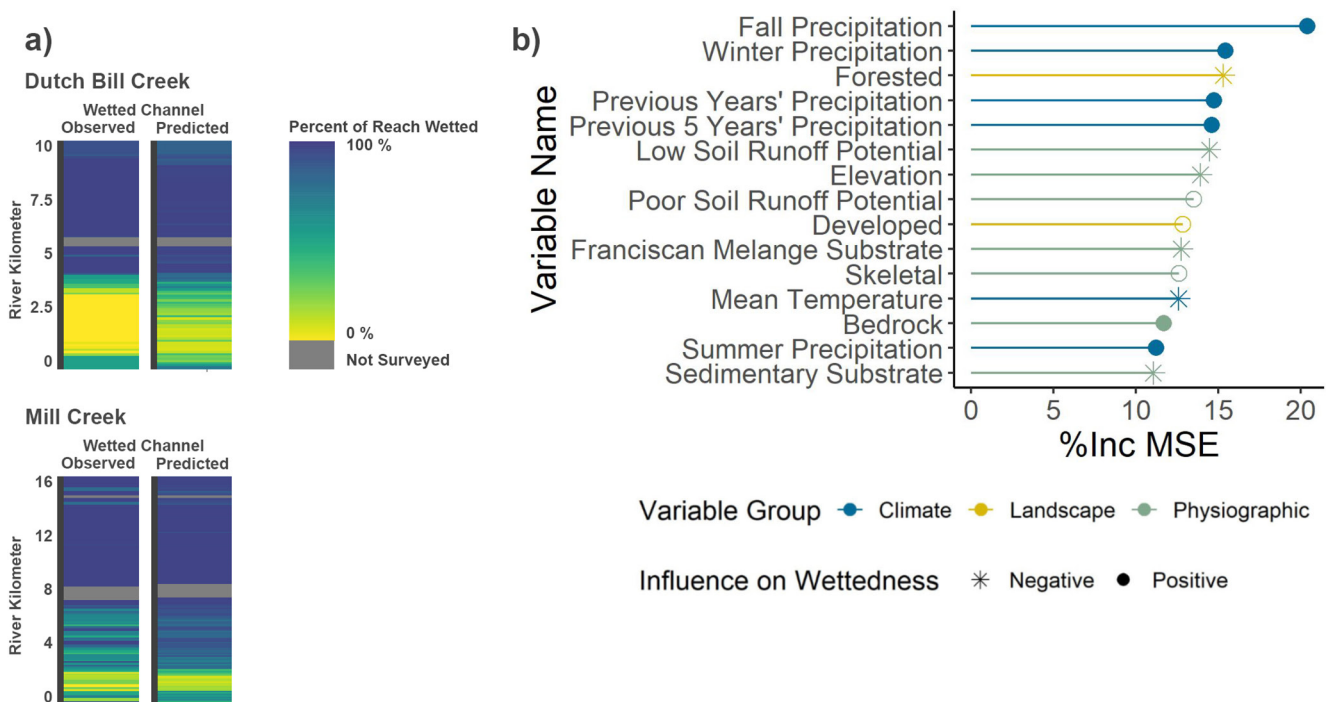 a)
Dutch Bill Creek
Wetted Channel
Observed Predicted
Percent of Reach Wetted
100 %
0 %
Not Surveyed
River Kilometer
10
7.5
5
2.5
0
Mill Creek
Wetted Channel
Observed Predicted
River Kilometer
16
12
8
4
0
b)
Variable Name
Fall Precipitation
Winter Precipitation
Forested
Previous Years' Precipitation
Previous 5 Years' Precipitation
Low Soil Runoff Potential
Elevation
Poor Soil Runoff Potential
Developed
Franciscan Melange Substrate
Skeletal
Mean Temperature
Bedrock
Summer Precipitation
Sedimentary Substrate
0 5 10 15 20
%Inc MSE
Variable Group Climate Landscape Physiographic
Influence on Wettedness Negative Positive